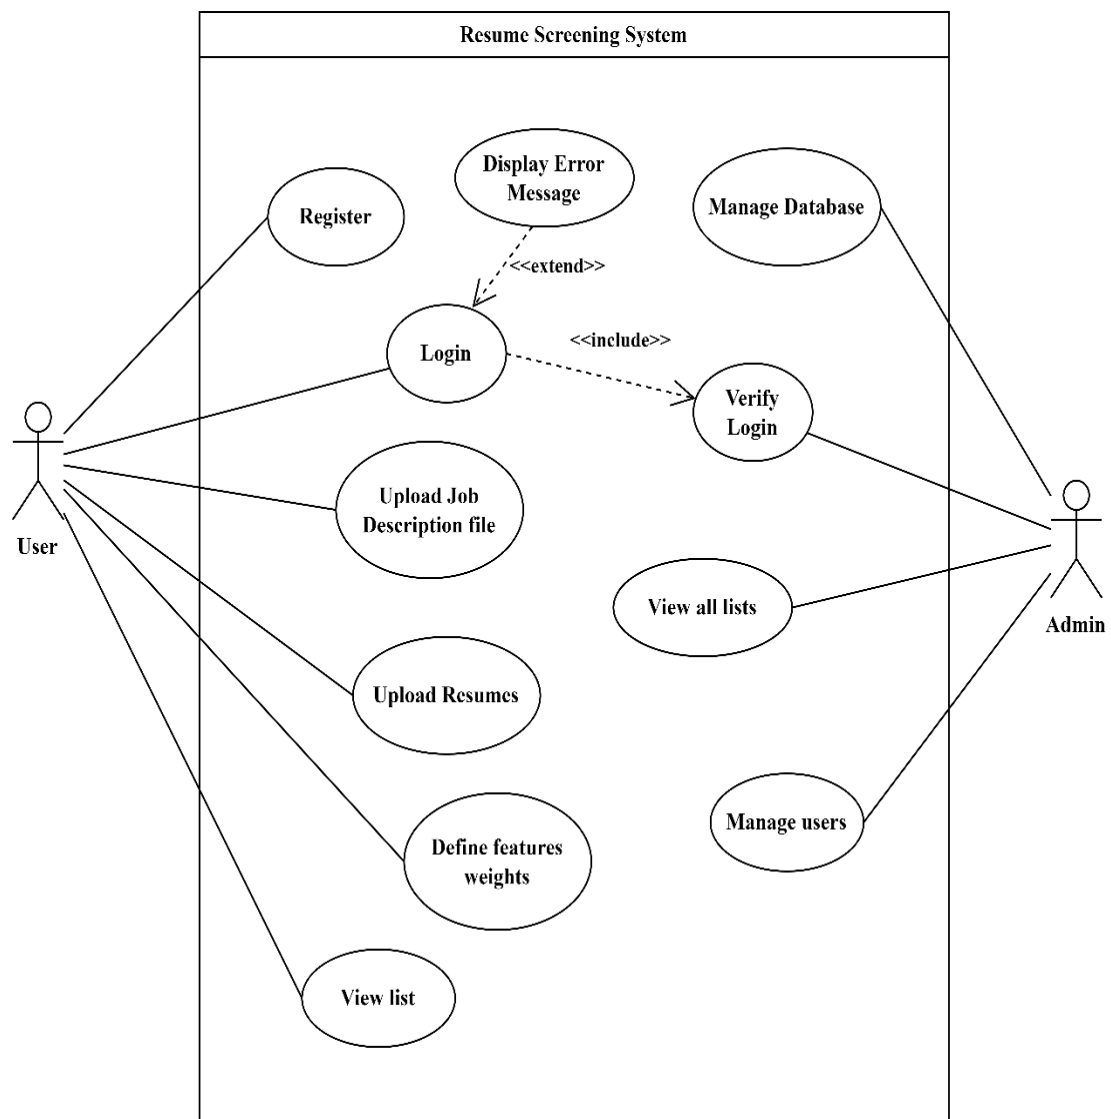 Resume Screening System
Display Error
Message
Register
Manage Database
<<extend>>
Login
<<include>>
Verify
Login
Upload Job
Description file
User
View all lists
Admin
Upload Resumes
Manage users
Define features
weights
View list